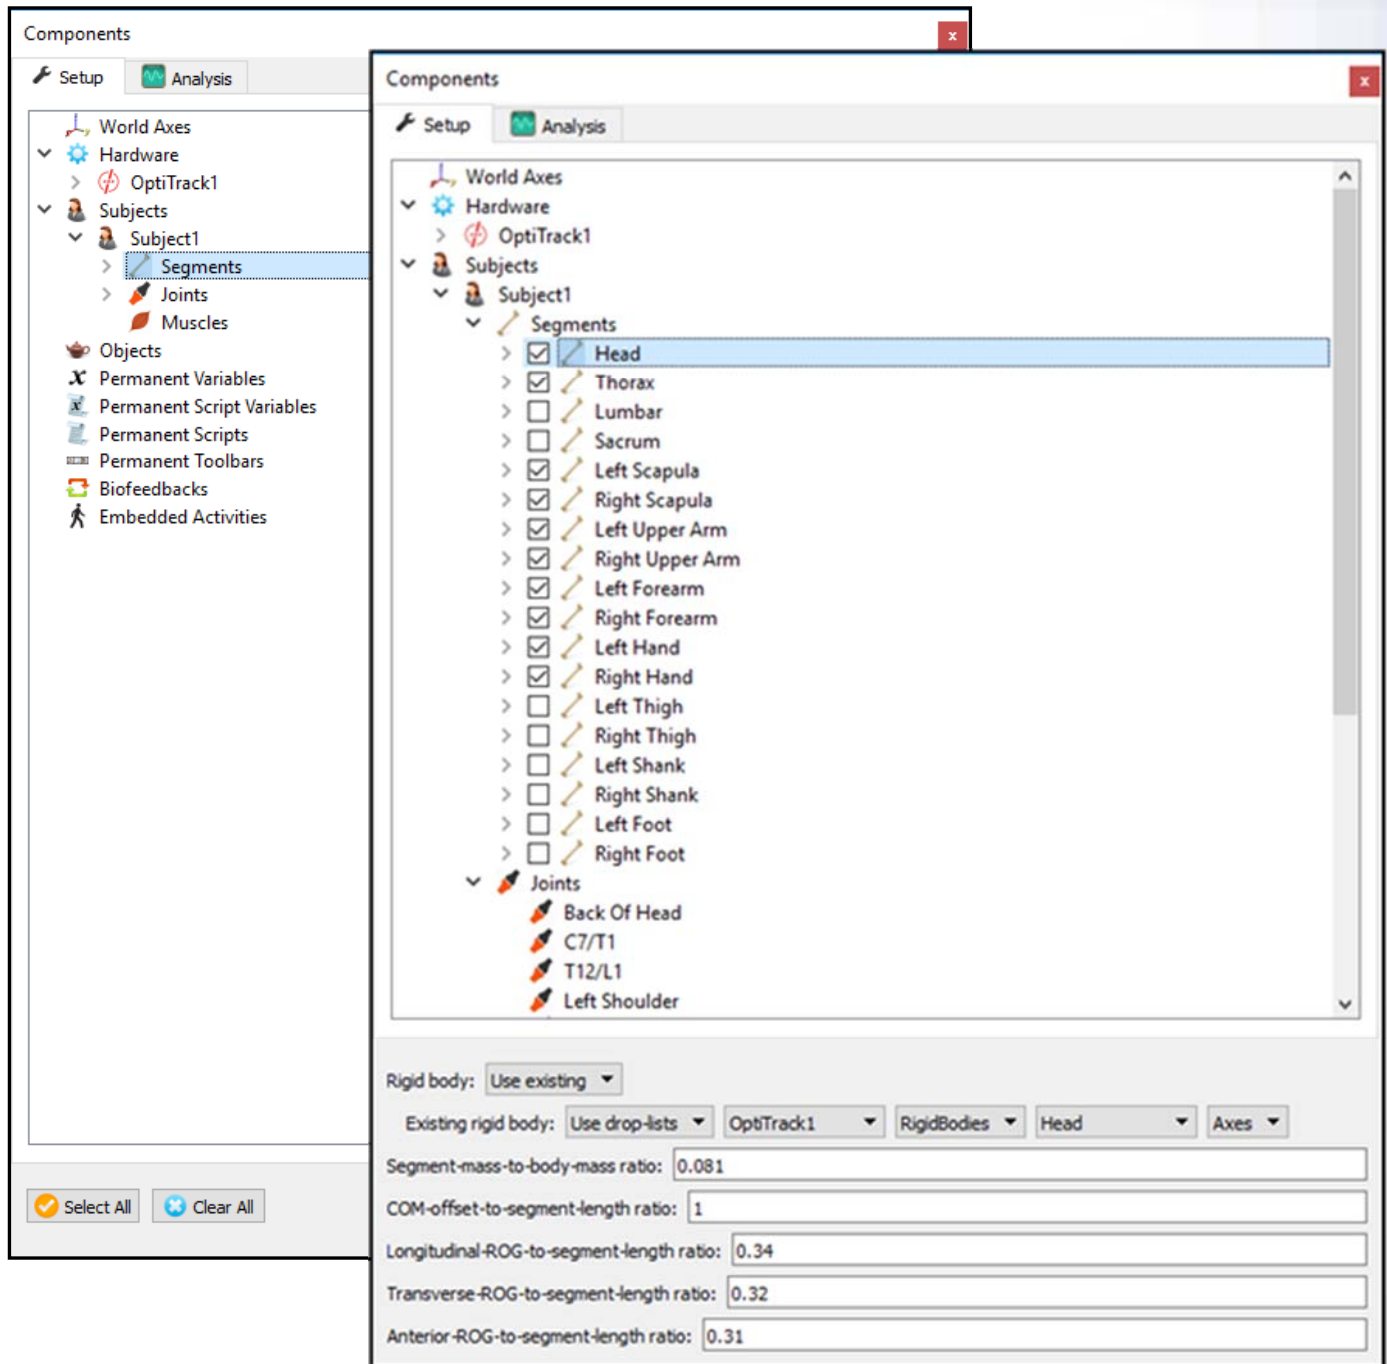 Components
x
Setup
Analysis
World Axes
Hardware
OptiTrack1
Subjects
Subject1
Segments
Joints
Muscles
Objects
Permanent Variables
Permanent Script Variables
Permanent Scripts
Permanent Toolbars
Biofeedbacks
Embedded Activities
Select All
Clear All
Components
x
Setup
Analysis
World Axes
Hardware
OptiTrack1
Subjects
Subject1
Segments
Head
Thorax
Lumbar
Sacrum
Left Scapula
Right Scapula
Left Upper Arm
Right Upper Arm
Left Forearm
Right Forearm
Left Hand
Right Hand
Left Thigh
Right Thigh
Left Shank
Right Shank
Left Foot
Right Foot
Joints
Back Of Head
C7/T1
T12/L1
Left Shoulder
Rigid body: Use existing
Existing rigid body: Use drop-lists OptiTrack1 RigidBodies Head Axes
Segment-mass-to-body-mass ratio: 0.081
COM-offset-to-segment-length ratio: 1
Longitudinal-ROG-to-segment-length ratio: 0.34
Transverse-ROG-to-segment-length ratio: 0.32
Anterior-ROG-to-segment-length ratio: 0.31